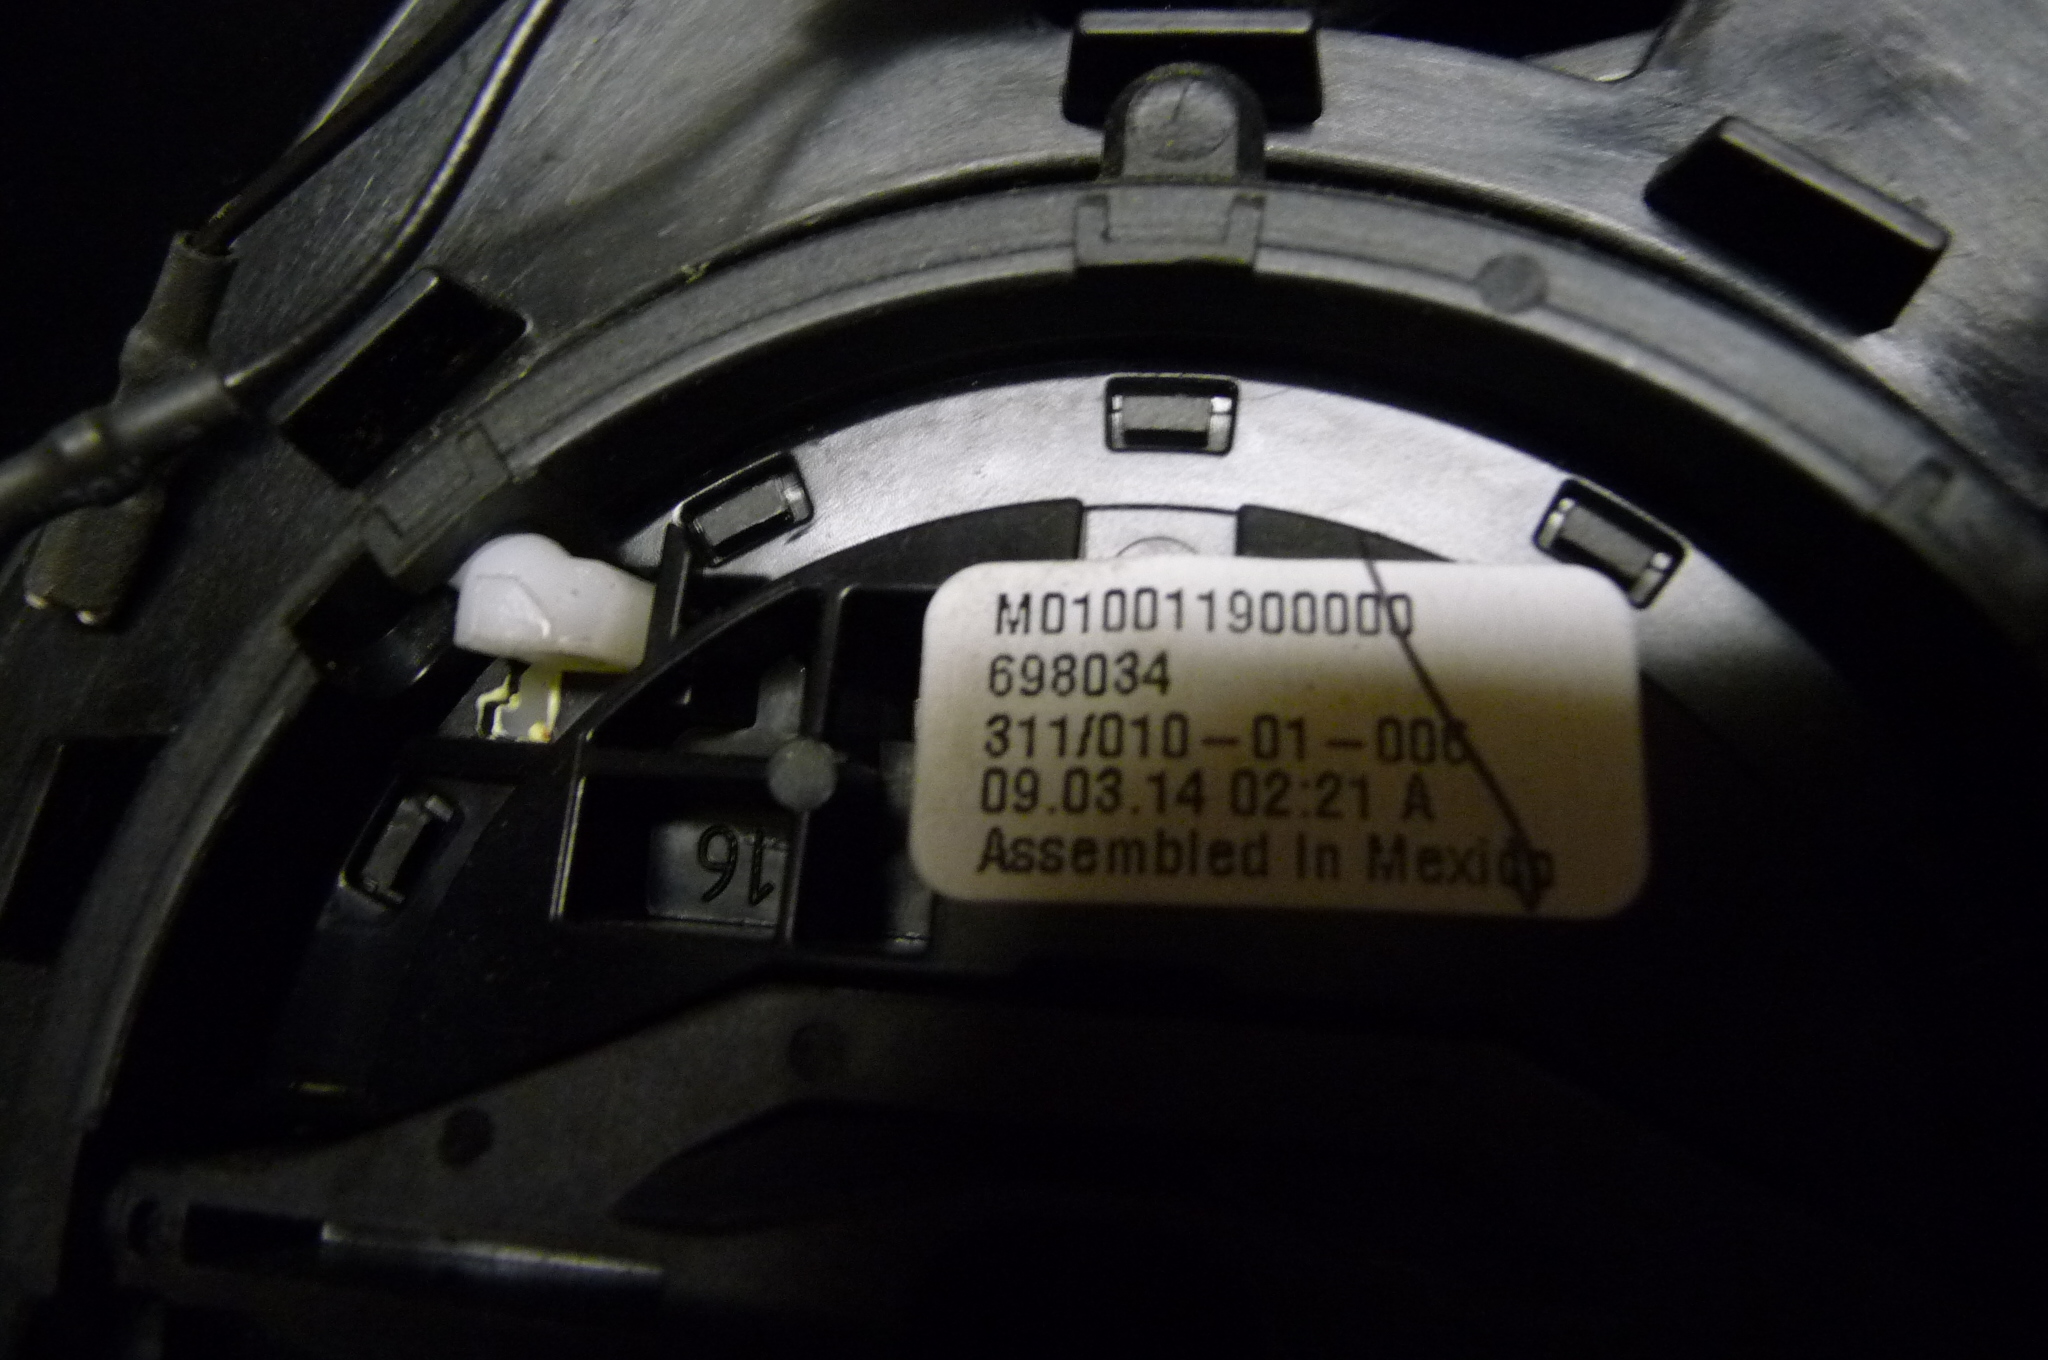 M010011900000
698034
311/010-01-006
09.03.14 02:21 A
Assembled In Mexico
16